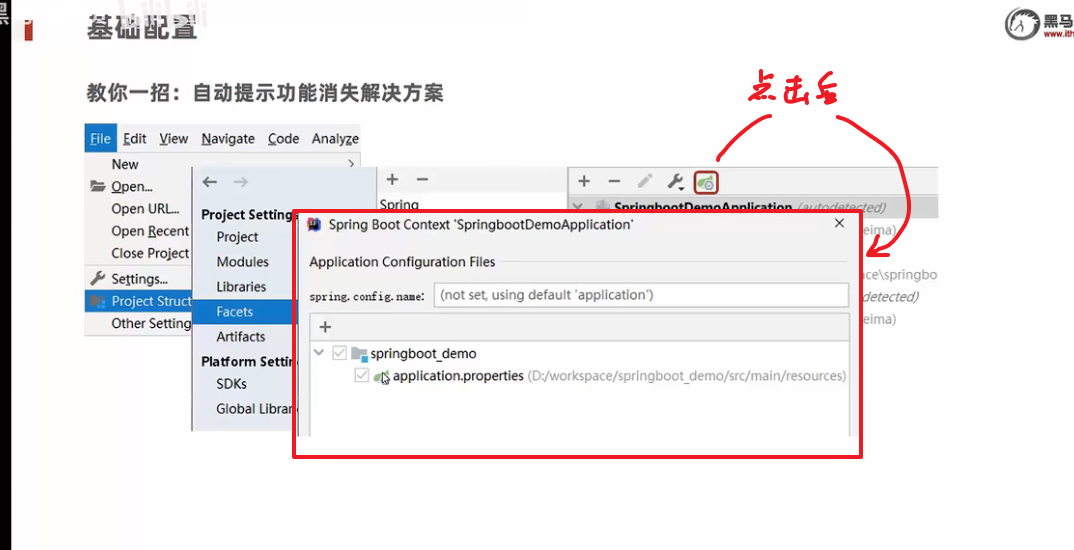 基础配置
黑马
www.ith
教你一招：自动提示功能消失解决方案
点击后
File Edit View Navigate Code Analyze
New
Open...
Open URL...
Open Recent
Close Project
Settings...
Project Struct
Other Setting
Project Settings
Project
Modules
Libraries
Facets
Artifacts
Platform Settin
SDKs
Global Librar
Spring
SpringbootDemoApplication (autodetected)
eima)
ace\springbo
detected)
eima)
Spring Boot Context 'SpringbootDemoApplication'
Application Configuration Files
spring.config.name: (not set, using default 'application')
springboot_demo
application.properties (D:/workspace/springboot_demo/src/main/resources)